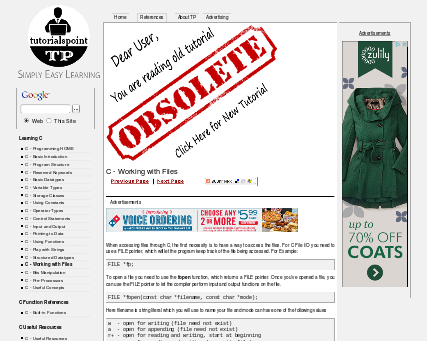 Home
References
About TP
Advertising
tutorialspoint
TP
SIMPLY EASY LEARNING
Google
Web
This Site
Learning C
C - Programming HOME
C - Basic Introduction
C - Program Structure
C - Reserved Keywords
C - Basic Datatypes
C - Variable Types
C - Storage Classes
C - Using Constants
C - Operator Types
C - Control Statements
C - Input and Output
C - Pointing to Data
C - Using Functions
C - Play with Strings
C - Structured Datatypes
C - Working with Files
C - Bits Manipulation
C - Pre-Processors
C - Useful Concepts
C Function References
C - Built-in Functions
C Useful Resources
C - Useful Resources
Dear User,
You are reading old tutorial
OBSOLETE
Click Here for New Tutorial
C - Working with Files
Previous Page
Next Page
Advertisements
Introducing
VOICE ORDERING
CHOOSE ANY
2 OR MORE
$5.99
When accessing files through C, the first necessity is to have a way to access the files. For C File I/O you need to
use a FILE pointer, which will let the program keep track of the file being accessed. For Example:
FILE *fp;
To open a file you need to use the fopen function, which returns a FILE pointer. Once you've opened a file, you
can use the FILE pointer to let the compiler perform input and output functions on the file.
FILE *fopen(const char *filename, const char *mode);
Here filename is string literal which you will use to name your file and mode can have one of the following values
w - open for writing (file need not exist)
a - open for appending (file need not exist)
r+ - open for reading and writing, start at beginning
Advertisements
zulily
up to
70% OFF
COATS